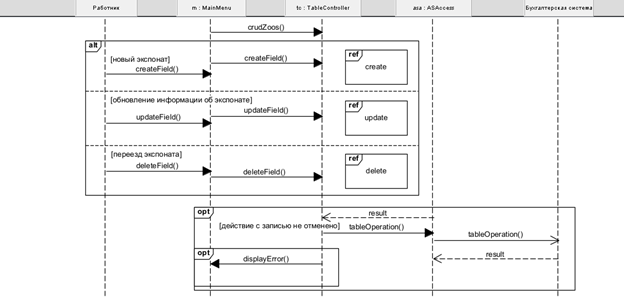 Работник
m : MainMenu
tc : TableController
asa : ASAccess
Бухгалтерская система
crudZoos()
alt
[новый экспонат]
createField()
createField()
ref
create
[обновление информации об экспонате]
updateField()
updateField()
ref
update
[переезд экспоната]
deleteField()
deleteField()
ref
delete
opt
result
[действие с записью не отменено]
tableOperation()
tableOperation()
opt
displayError()
result